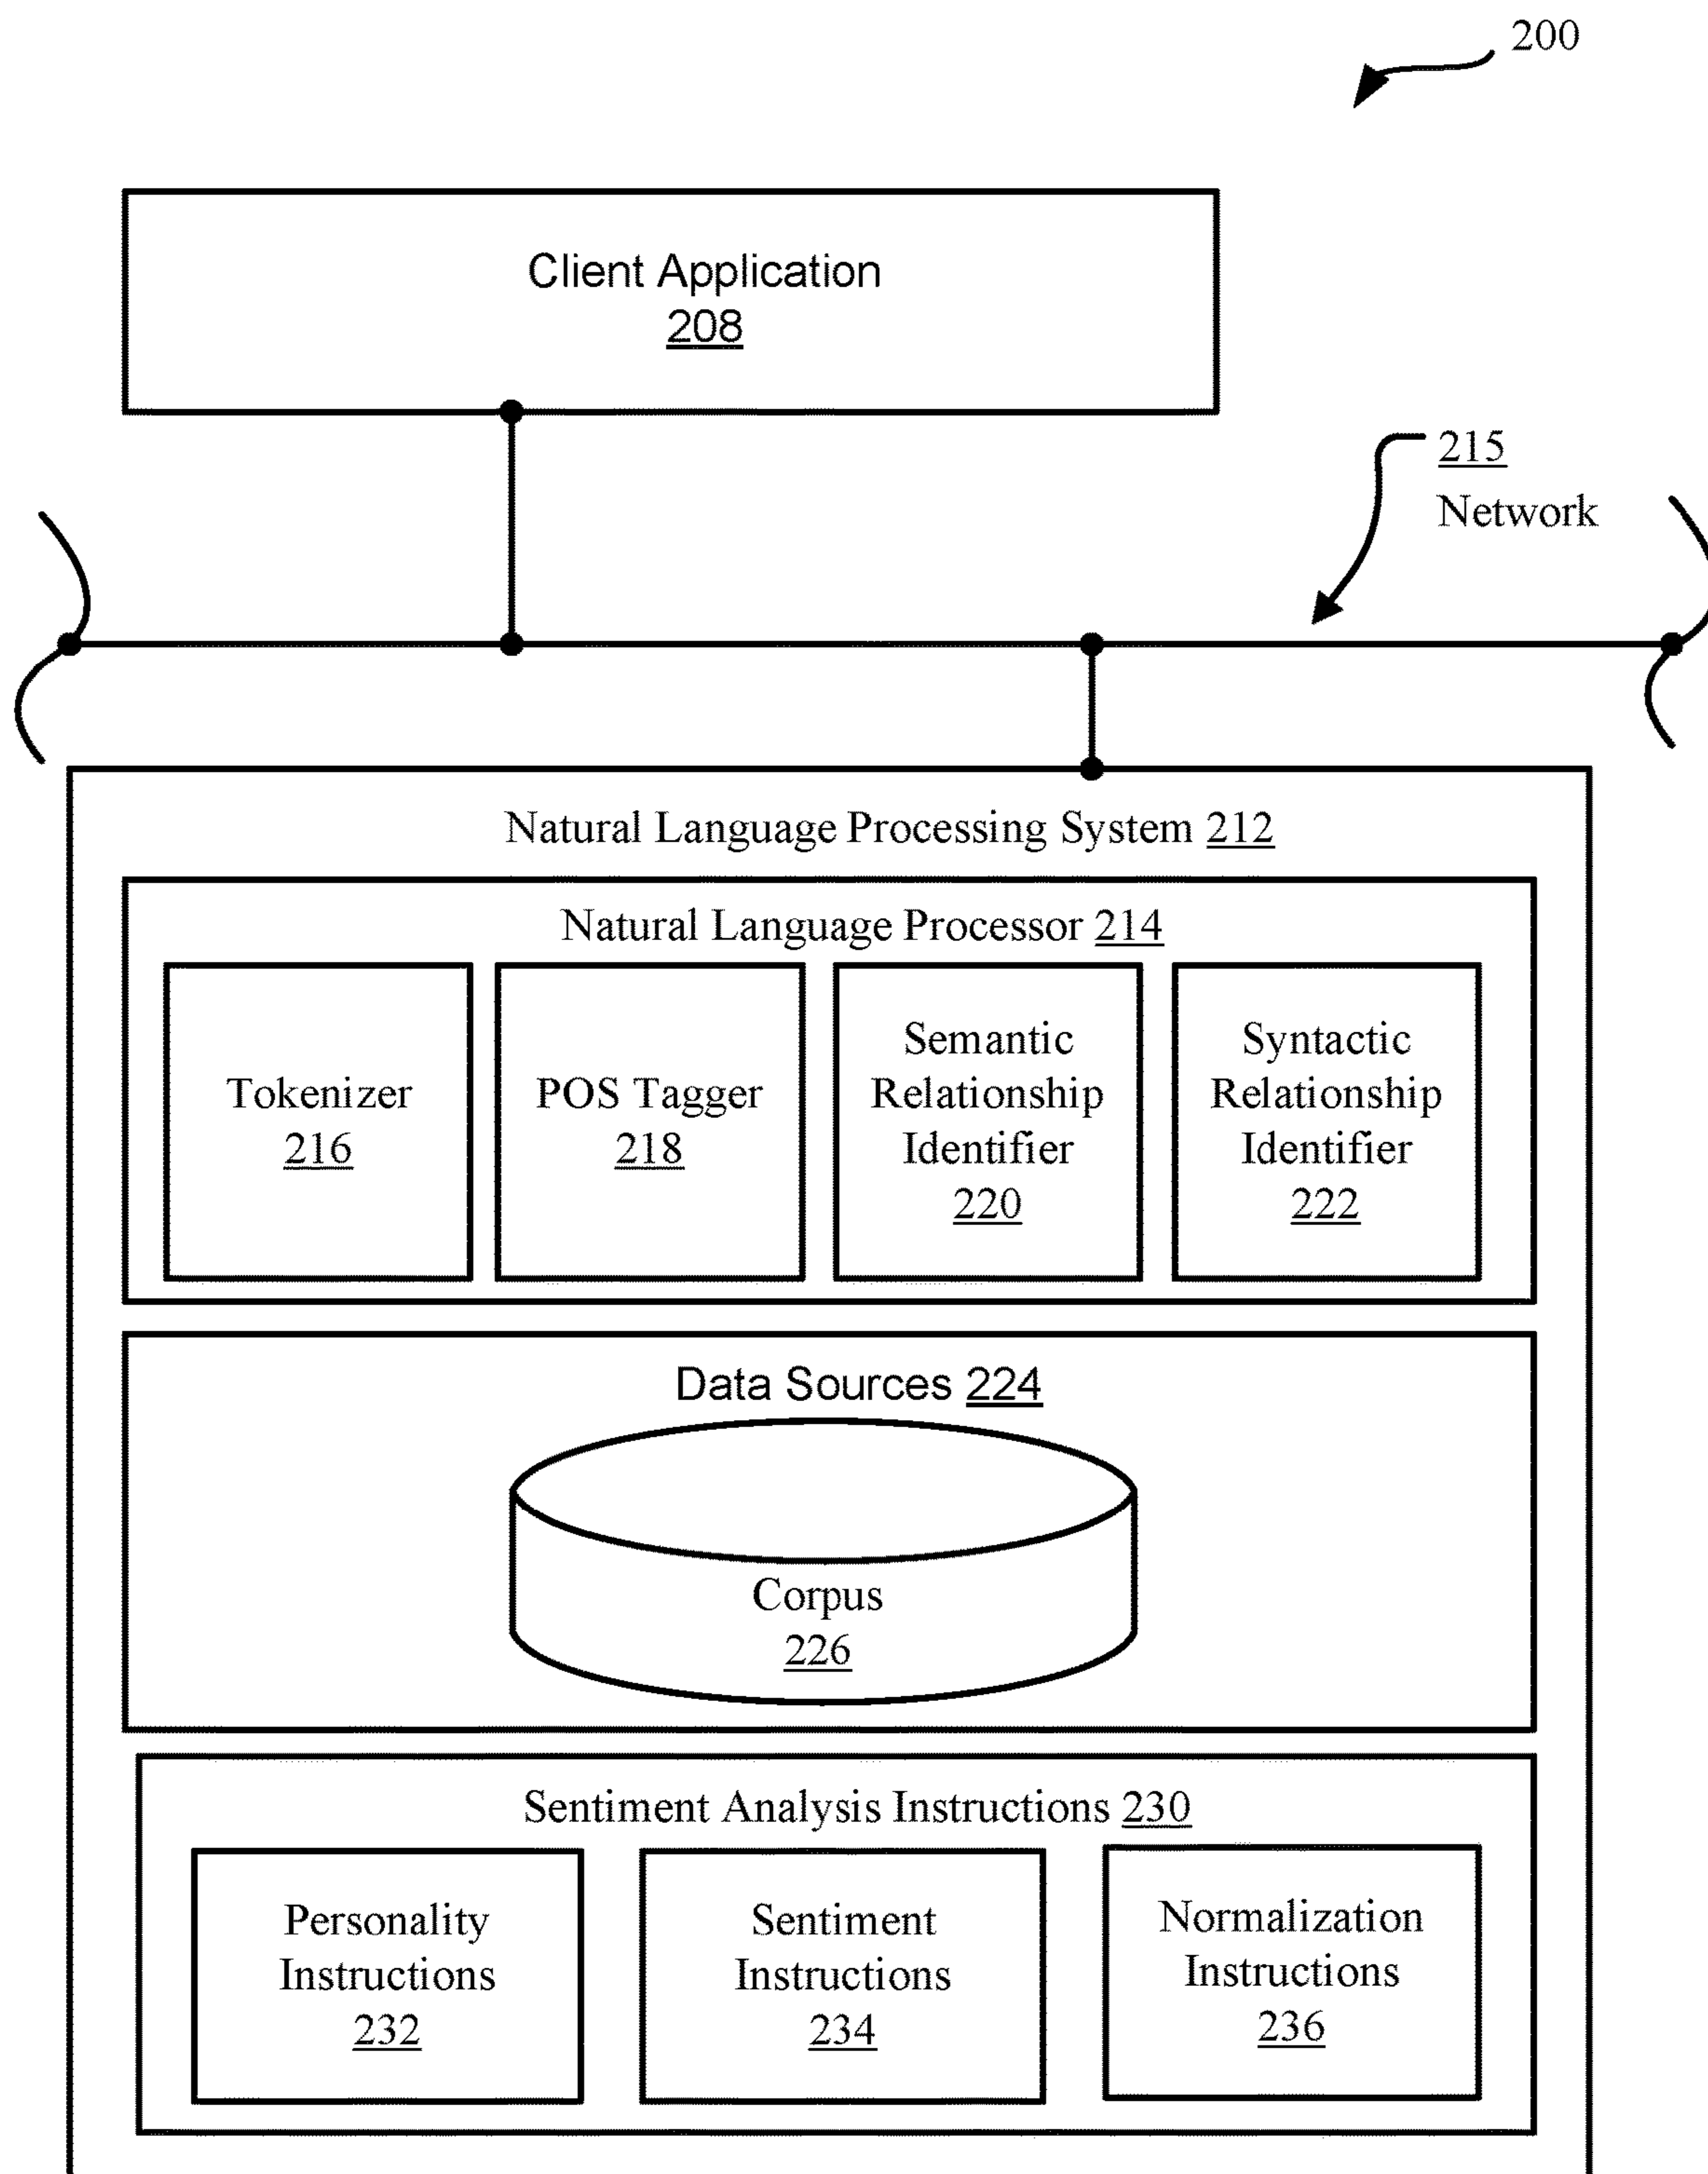 200
Client Application
208
215
Network
Natural Language Processing System 212
Natural Language Processor 214
Tokenizer
216
POS Tagger
218
Semantic
Relationship
Identifier
220
Syntactic
Relationship
Identifier
222
Data Sources 224
Corpus
226
Sentiment Analysis Instructions 230
Personality
Instructions
232
Sentiment
Instructions
234
Normalization
Instructions
236